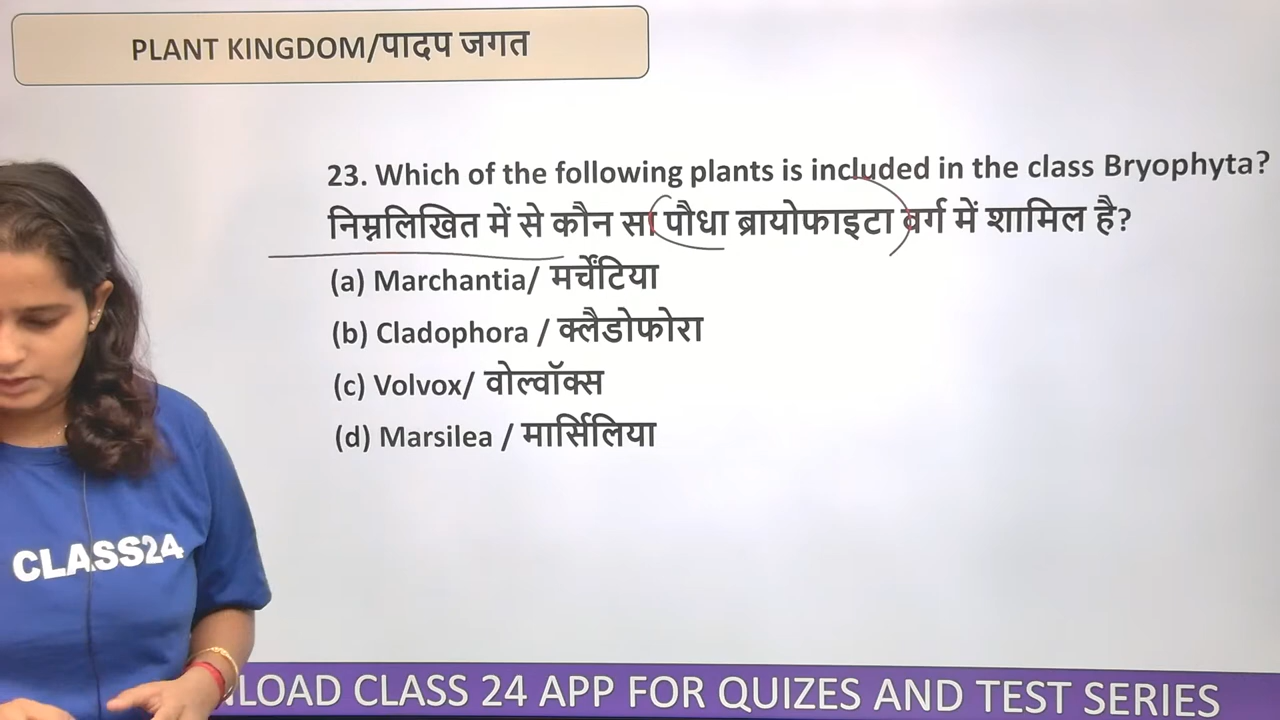 PLANT KINGDOM/पादप जगत
23. Which of the following plants is included in the class Bryophyta?
निम्नलिखित में से कौन सा पौधा ब्रायोफाइटा वर्ग में शामिल है?
(a) Marchantia/ मर्चेंटिया
(b) Cladophora / क्लैडोफोरा
(c) Volvox/ वोल्वॉक्स
(d) Marsilea / मार्सिलिया
CLASS24
NLOAD CLASS 24 APP FOR QUIZES AND TEST SERIES